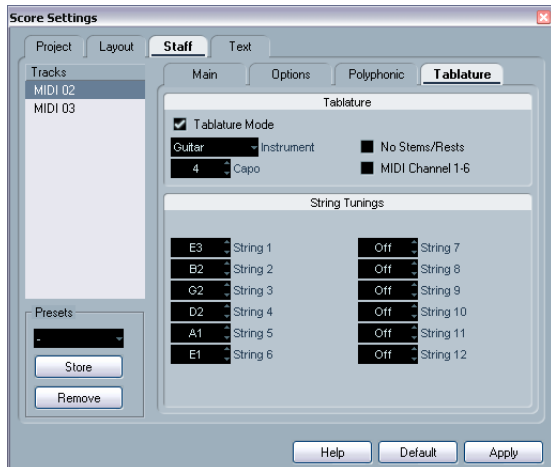 Score Settings
Project Layout Staff Text
Tracks
MIDI 02
MIDI 03
Main Options Polyphonic Tablature
Tablature
Tablature Mode
Guitar Instrument No Stems/Rests
4 Capo MIDI Channel 1-6
String Tunings
E3 String 1 Off String 7
B2 String 2 Off String 8
G2 String 3 Off String 9
D2 String 4 Off String 10
A1 String 5 Off String 11
E1 String 6 Off String 12
Presets
-
Store
Remove
Help Default Apply